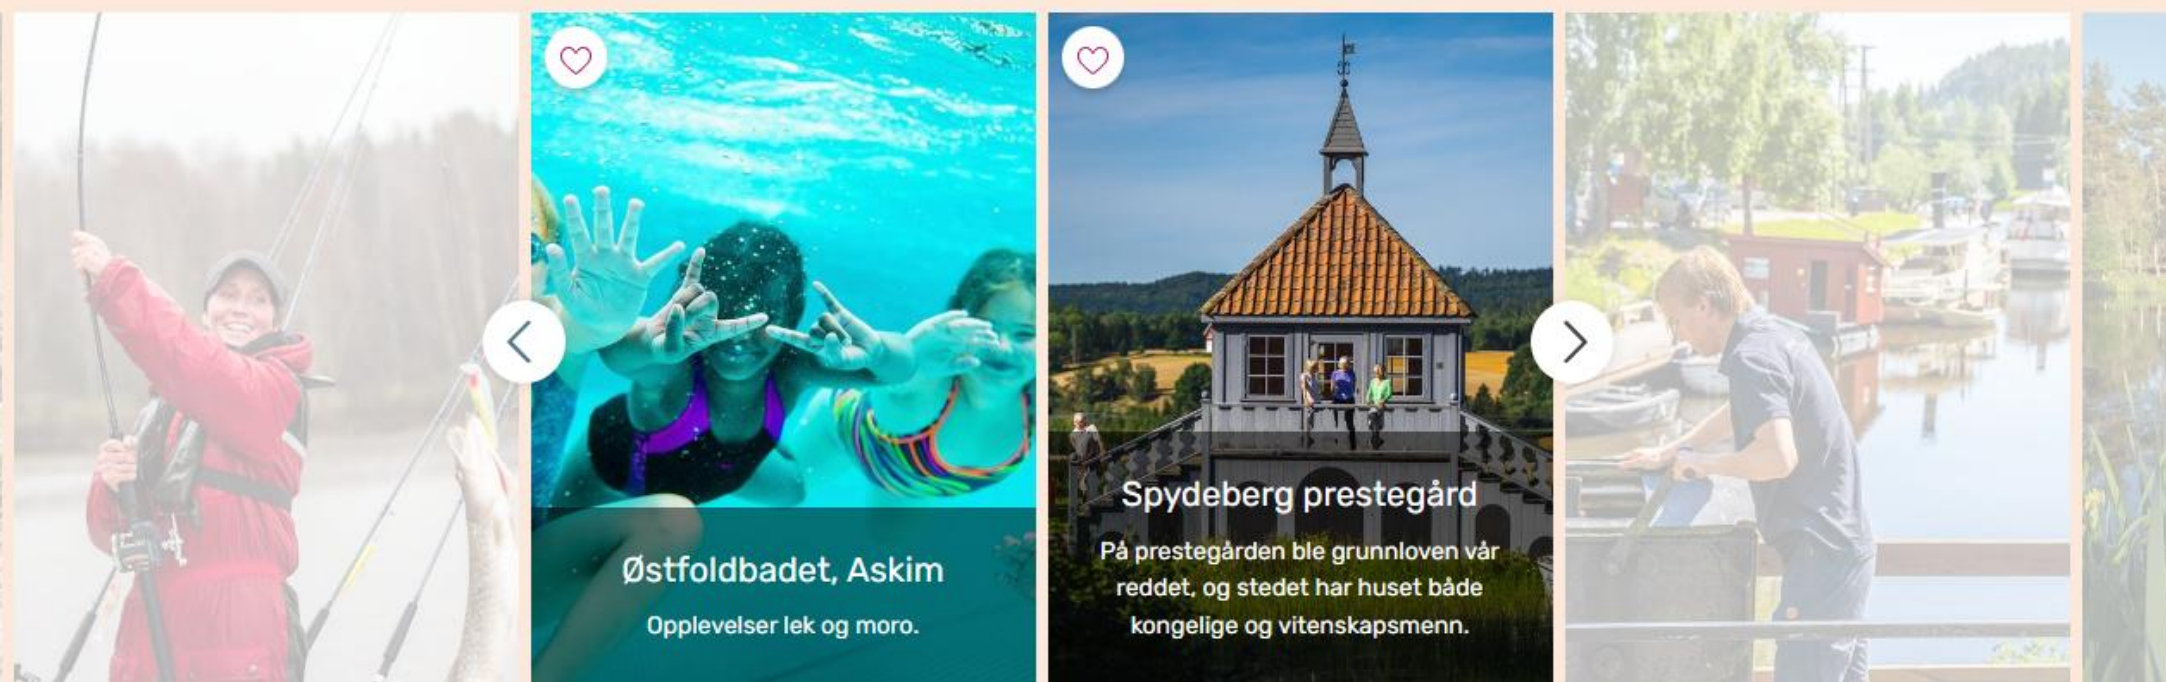 Østfoldbadet, Askim
Opplevelser lek og moro.
Spydeberg prestegård
På prestegården ble grunnloven vår
reddet, og stedet har huset både
kongelige og vitenskapsmenn.